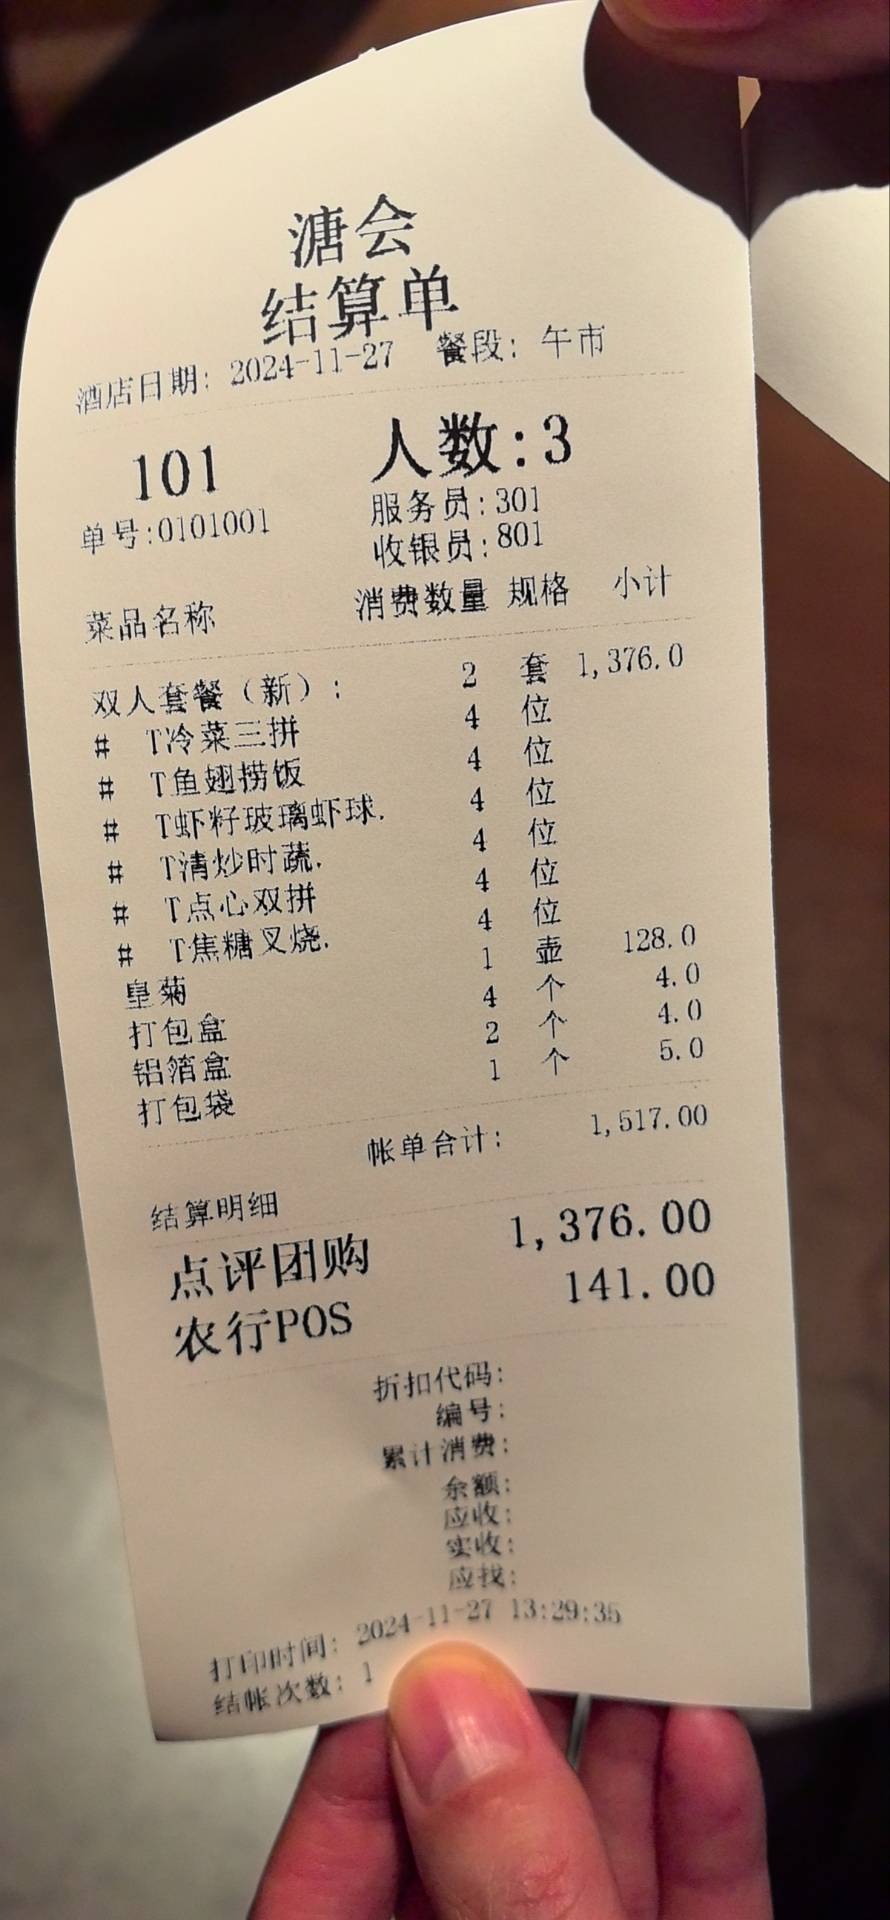 溏会
结算单
酒店日期: 2024-11-27 餐段: 午市
101 人数:3
单号:0101001 服务员:301
收银员:801
菜品名称 消费数量 规格 小计
双人套餐（新）: 2 套 1,376.0
# T冷菜三拼 4 位
# T鱼翅捞饭 4 位
# T虾籽玻璃虾球. 4 位
# T清炒时蔬. 4 位
# T点心双拼 4 位
# T焦糖叉烧. 4 位
皇菊 1 壶 128.0
打包盒 4 个 4.0
铝箔盒 2 个 4.0
打包袋 1 个 5.0
帐单合计: 1,517.00
结算明细
点评团购 1,376.00
农行POS 141.00
折扣代码:
编号:
累计消费:
余额:
应收:
实收:
应找:
打印时间: 2024-11-27 13:29:35
结帐次数: 1